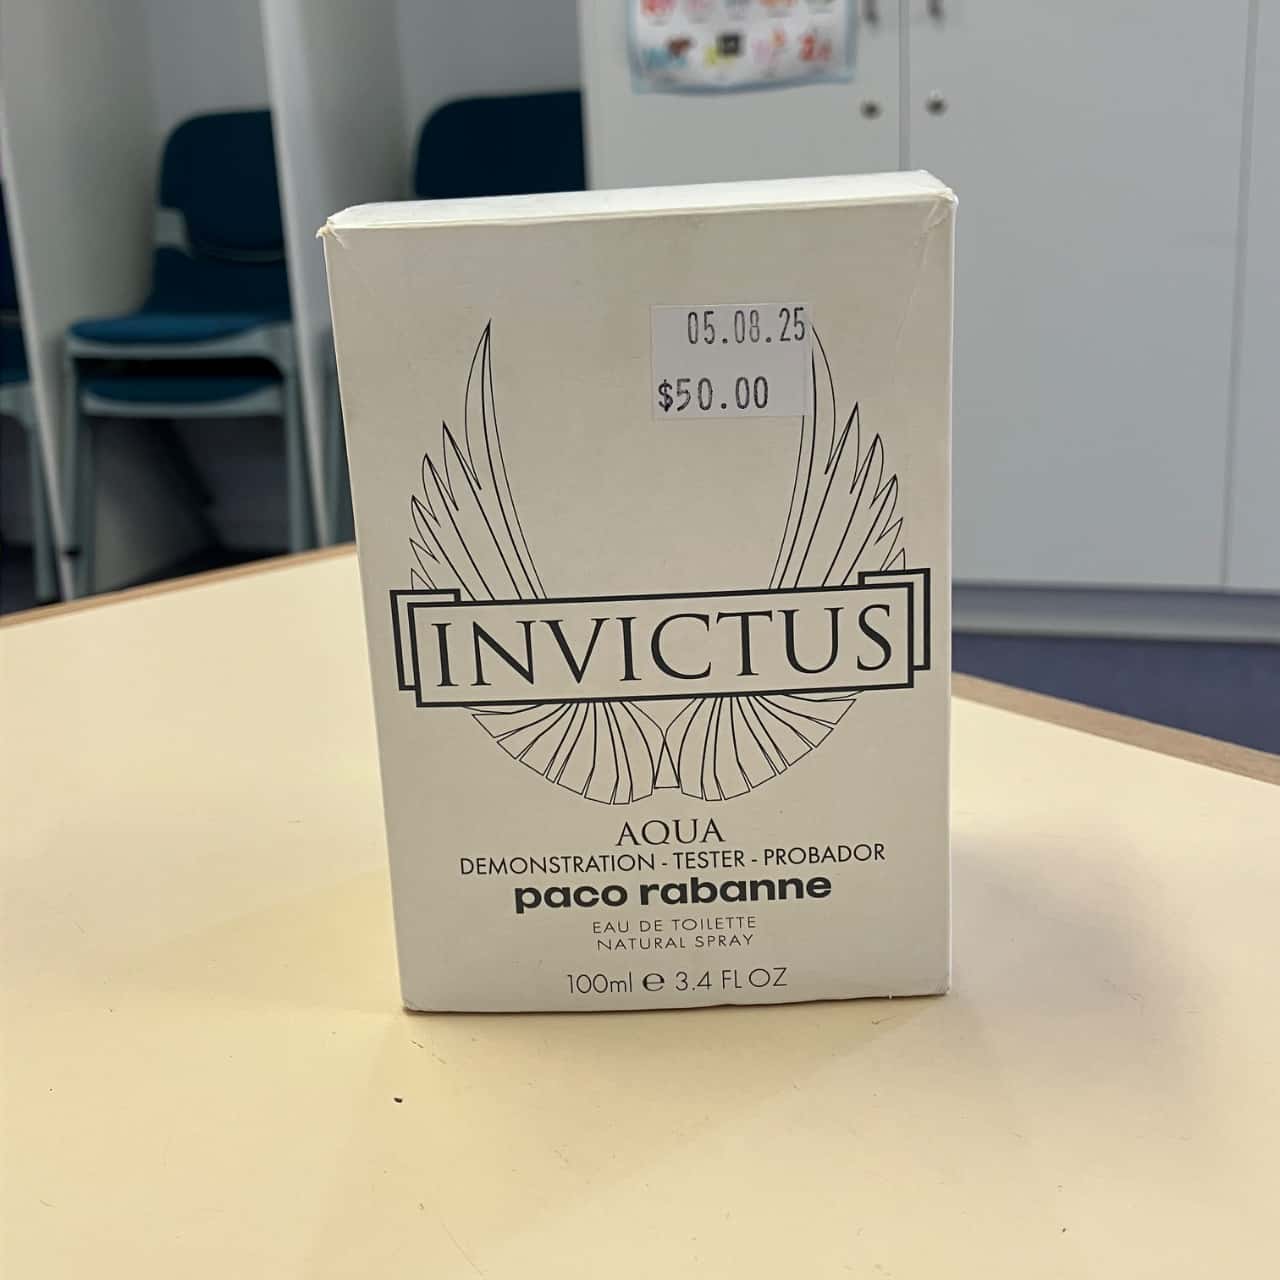 05.08.25
$50.00
INVICTUS
AQUA
DEMONSTRATION - TESTER - PROBADOR
paco rabanne
EAU DE TOILETTE
NATURAL SPRAY
100ml ℮ 3.4 FL OZ